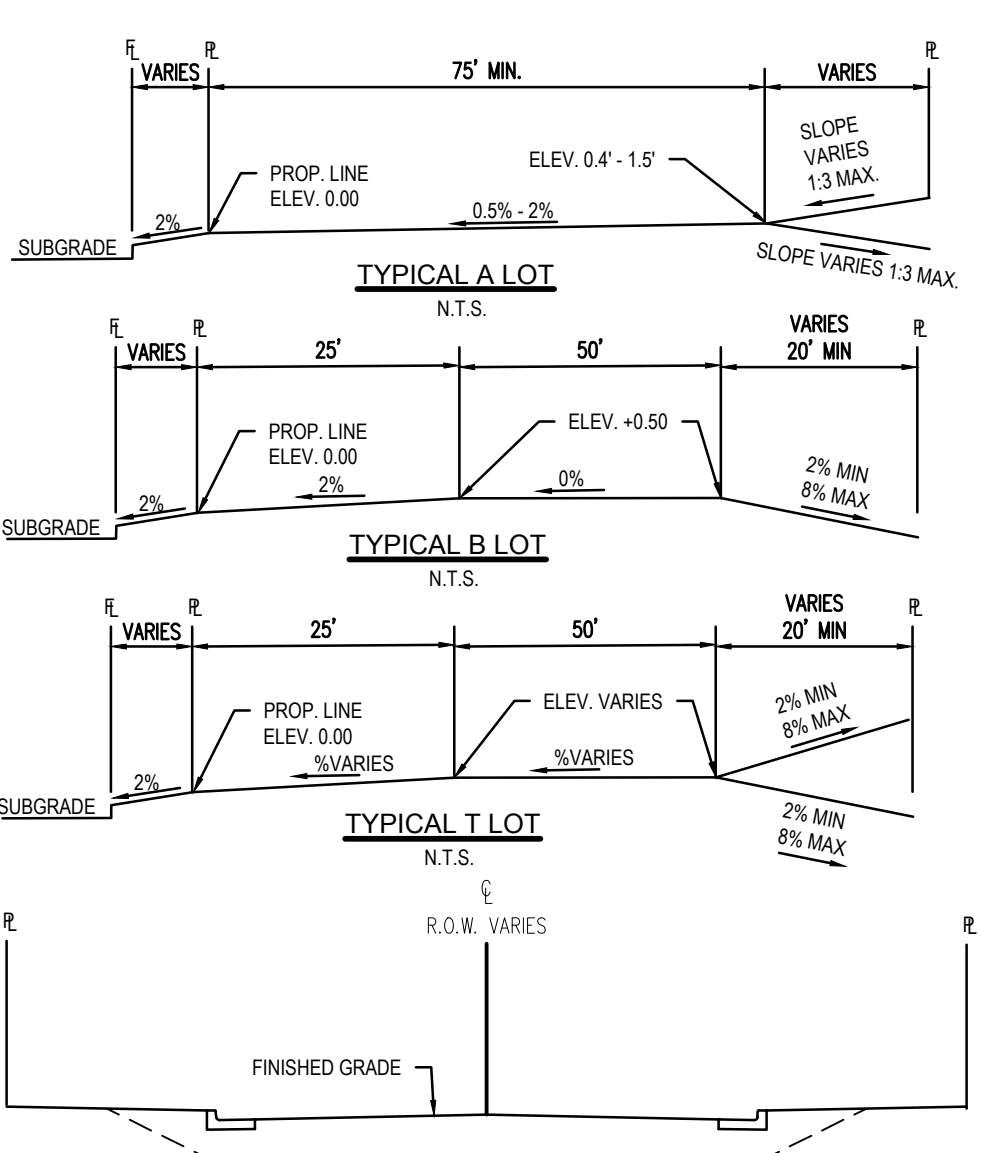 FL
PL
PL
VARIES
75' MIN.
VARIES
PROP. LINE
ELEV. 0.00
ELEV. 0.4' - 1.5'
SLOPE
VARIES
1:3 MAX.
2%
0.5% - 2%
SUBGRADE
SLOPE VARIES 1:3 MAX.
TYPICAL A LOT
N.T.S.
FL
PL
PL
VARIES
25'
50'
VARIES
20' MIN
PROP. LINE
ELEV. 0.00
ELEV. +0.50
2%
2%
0%
2% MIN
8% MAX
SUBGRADE
TYPICAL B LOT
N.T.S.
FL
PL
PL
VARIES
25'
50'
VARIES
20' MIN
PROP. LINE
ELEV. 0.00
ELEV. VARIES
2% MIN
8% MAX
2%
%VARIES
%VARIES
SUBGRADE
2% MIN
8% MAX
TYPICAL T LOT
N.T.S.
CL
PL
R.O.W. VARIES
PL
FINISHED GRADE